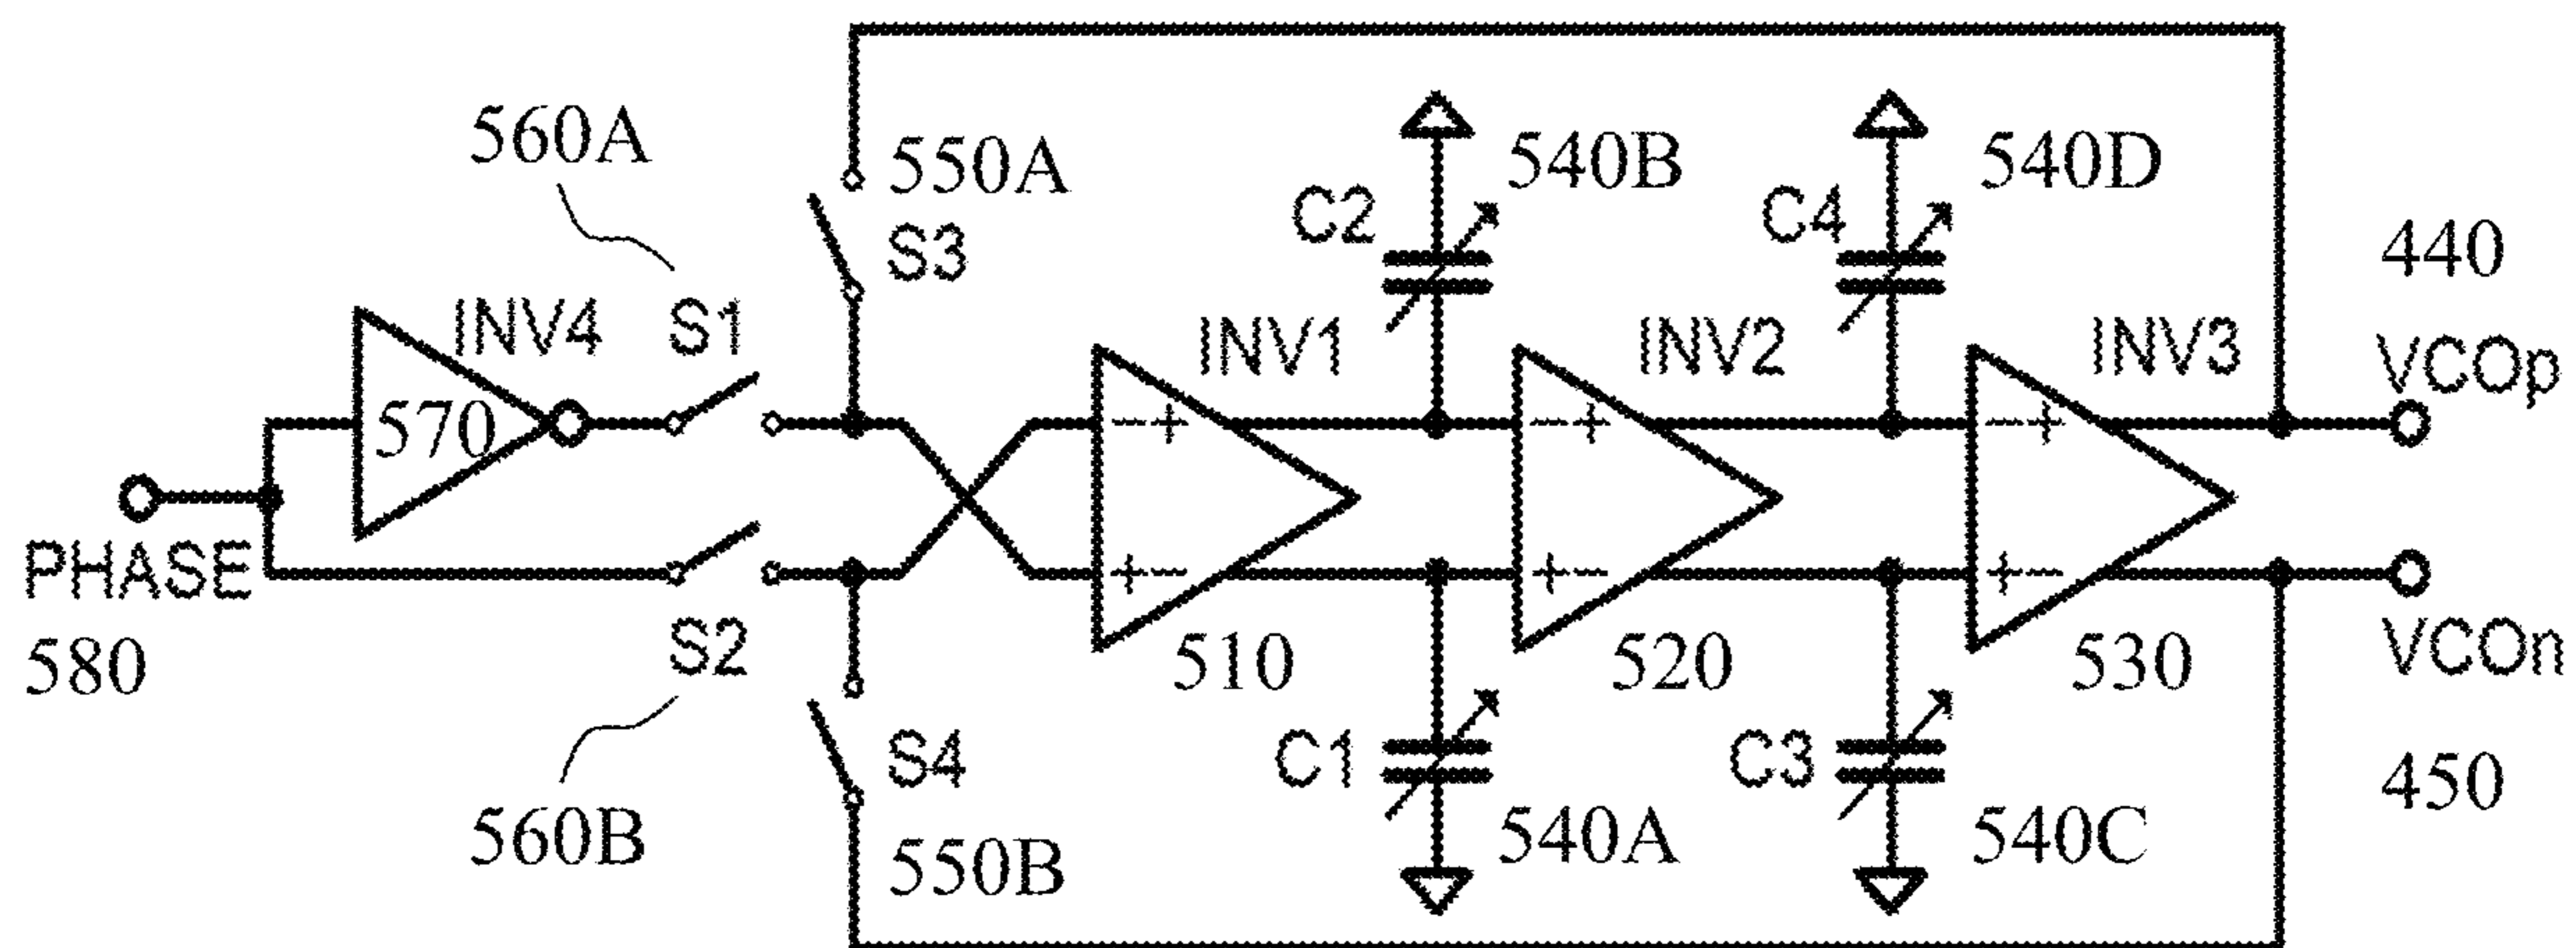 560A
550A
540B
540D
C2
C4
440
S3
INV4
S1
INV1
INV2
INV3
VCOp
570
-+
-+
-+
PHASE
+-
+-
+-
580
S2
510
520
530
VCOn
560B
S4
C1
C3
450
550B
540A
540C